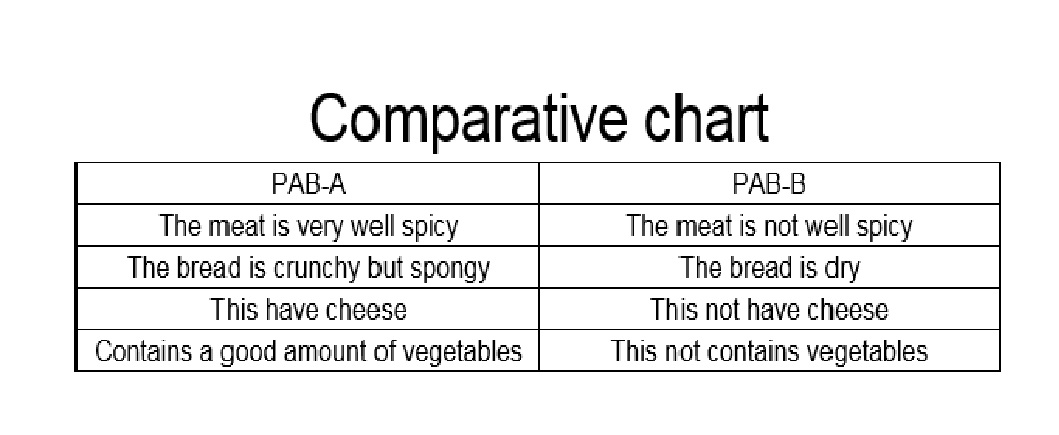 Comparative chart
PAB-A PAB-B
The meat is very well spicy The meat is not well spicy
The bread is crunchy but spongy The bread is dry
This have cheese This not have cheese
Contains a good amount of vegetables This not contains vegetables